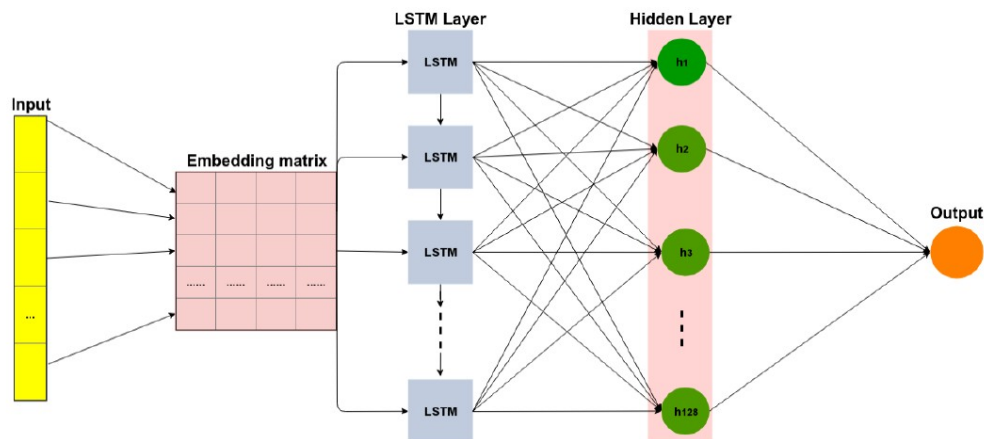 LSTM Layer
Hidden Layer
Input
Embedding matrix
Output
...
...... ...... ...... ......
LSTM
LSTM
LSTM
LSTM
h1
h2
h3
h128